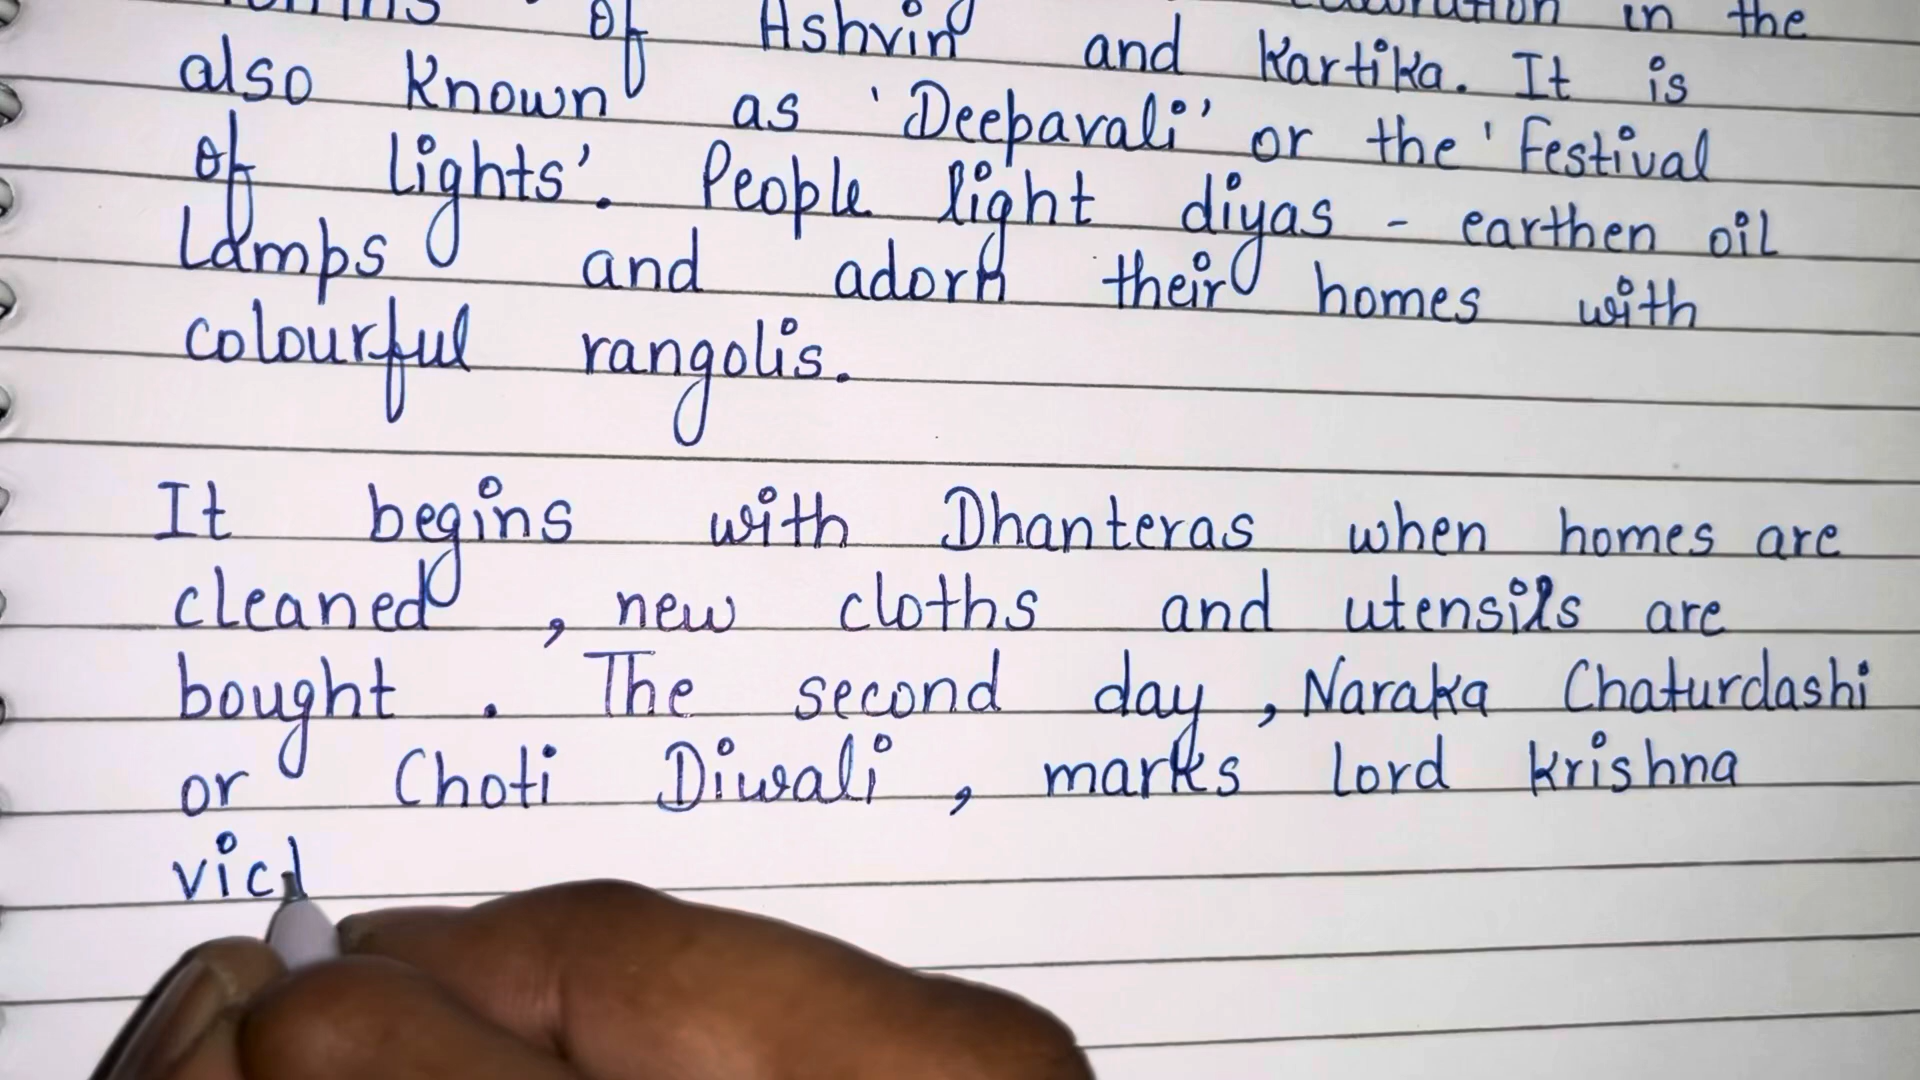 of Ashvin and Kartika. It is in the
also known as 'Deepavali' or the 'Festival
of lights'. People light diyas - earthen oil
Lamps and adorn their homes with
colourful rangolis.
It begins with Dhanteras when homes are
cleaned , new cloths and utensils are
bought . The second day , Naraka Chaturdashi
or Choti Diwali , marks lord krishna